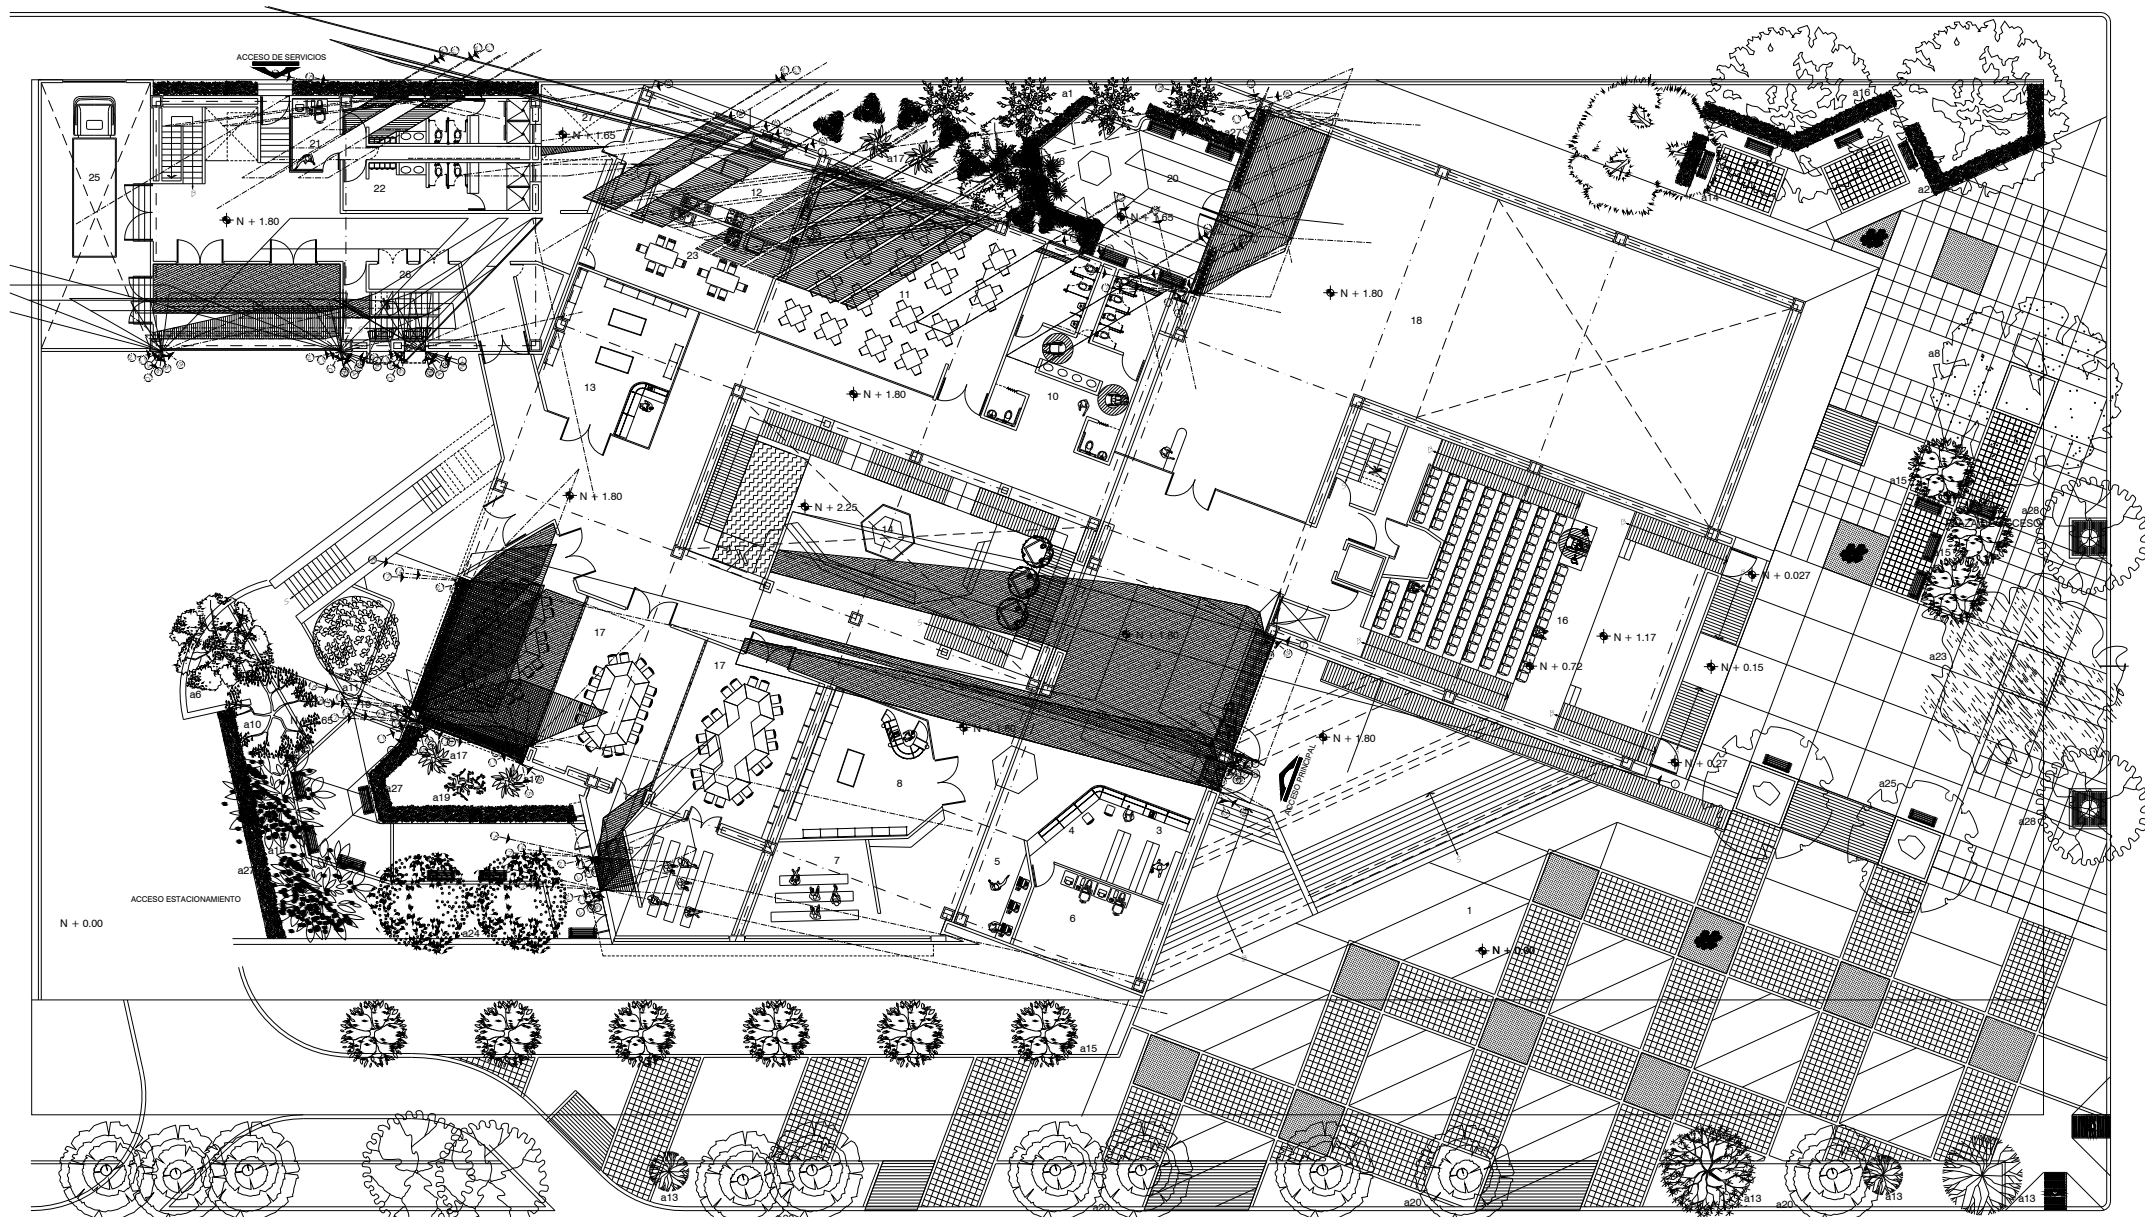 ACCESO DE SERVICIOS
a1
a16
27
N + 1.65
a17
21
25
22
12
20
a14
N + 1.80
23
26
11
N + 1.80
18
a8
13
N + 1.80
10
a15
N + 1.80
N + 2.25
14
a28
N + 0.027
16
N + 1.17
17
17
N + 0.72
N + 0.15
a23
a6
a11
a10
N + 1.80
ACCESO PRINCIPAL
N + 0.27
a17
a27
a19
8
a25
a28
4
3
7
5
a27
ACCESO ESTACIONAMIENTO
6
1
N + 0.00
a24
N + 0.00
a15
a13
a20
a20
a13
a20
a13
a13